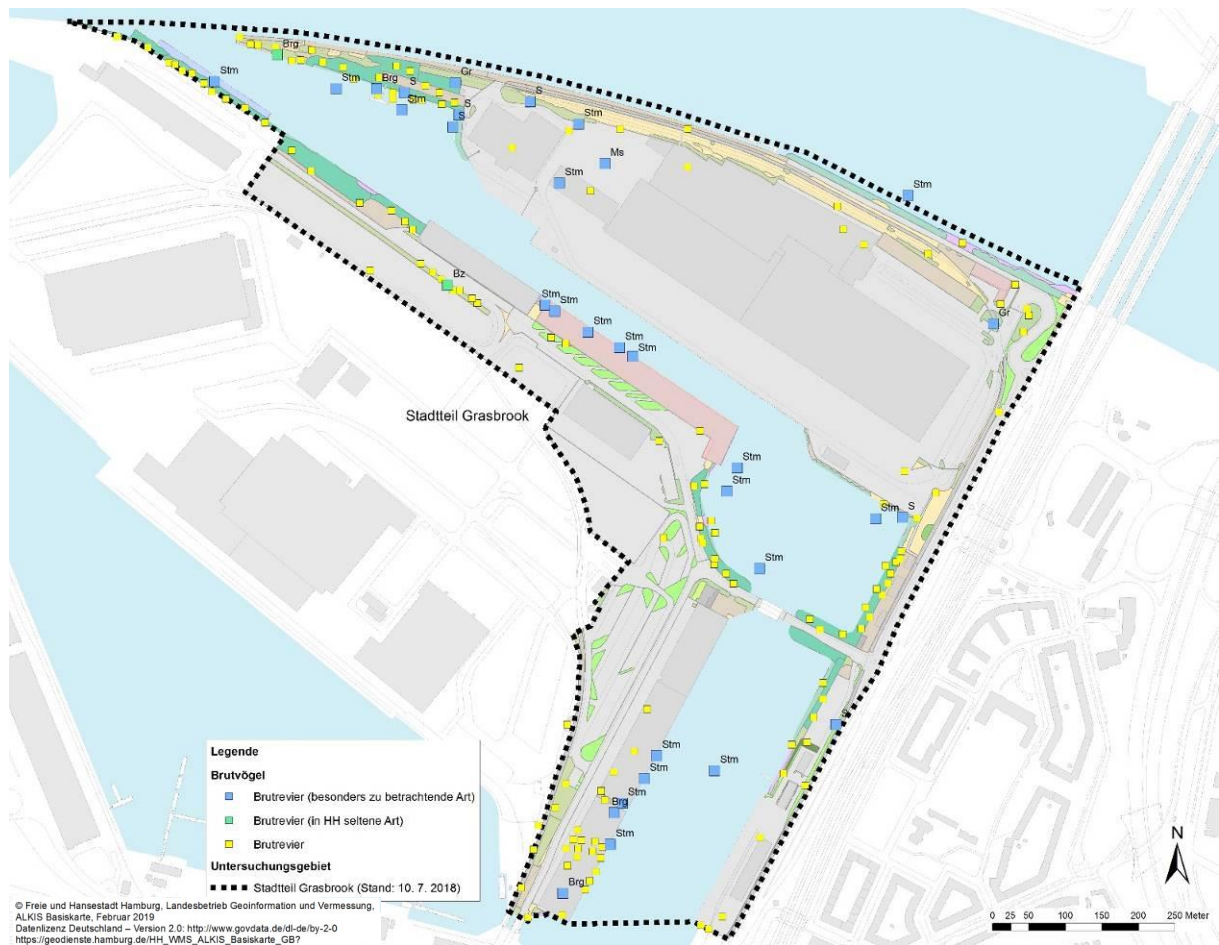 Brg
Stm
Gr
Stm
Brg
S
S
Stm
S
S
Stm
Ms
Stm
Stm
Bz
Stm
Stm
Gr
Stm
Stm
Stm
Stadtteil Grasbrook
Stm
Stm
Stm
S
Stm
S
Stm
Stm
Stm
Brg
Stm
Brg
Legende
Brutvögel
Brutrevier (besonders zu betrachtende Art)
Brutrevier (in HH seltene Art)
Brutrevier
Untersuchungsgebiet
Stadtteil Grasbrook (Stand: 10. 7. 2018)
N
0 25 50 100 150 200 250 Meter
© Freie und Hansestadt Hamburg, Landesbetrieb Geoinformation und Vermessung,
ALKIS Basiskarte, Februar 2019
Datenlizenz Deutschland – Version 2.0: http://www.govdata.de/dl-de/by-2-0
https://geodienste.hamburg.de/HH_WMS_ALKIS_Basiskarte_GB?